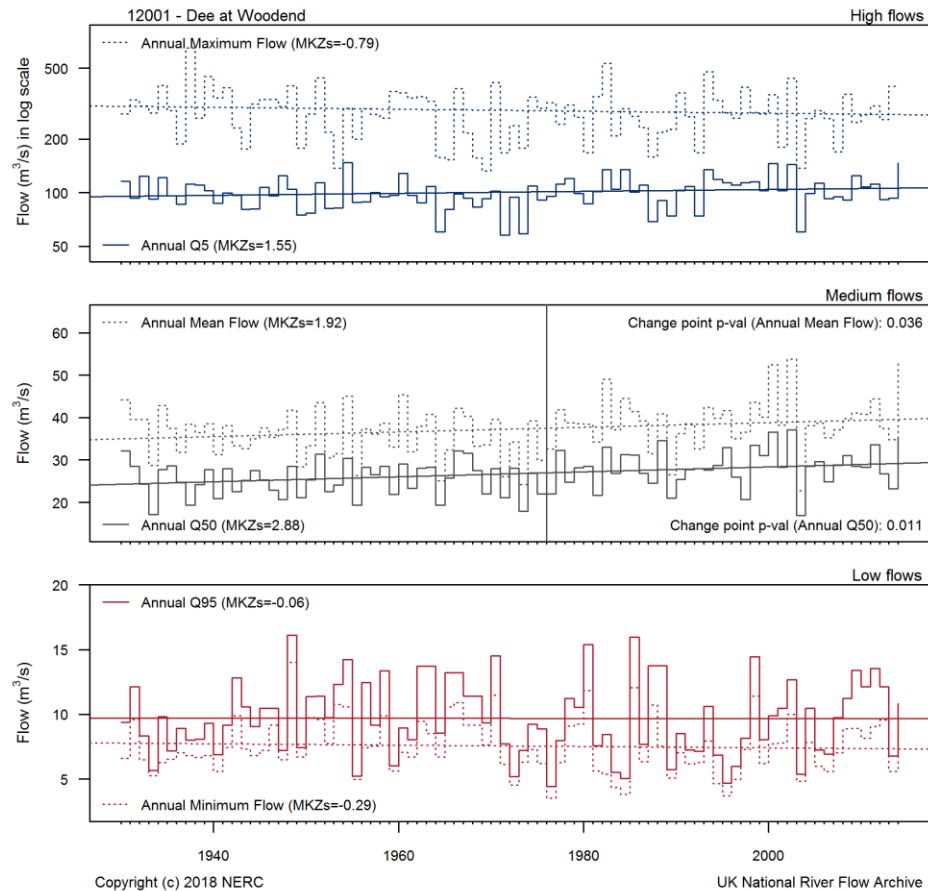 12001 - Dee at Woodend
High flows
Annual Maximum Flow (MKZs=-0.79)
Flow (m³/s) in log scale
500
200
100
50
Annual Q5 (MKZs=1.55)
Medium flows
Annual Mean Flow (MKZs=1.92)
Change point p-val (Annual Mean Flow): 0.036
Flow (m³/s)
60
50
40
30
20
Annual Q50 (MKZs=2.88)
Change point p-val (Annual Q50): 0.011
Low flows
Annual Q95 (MKZs=-0.06)
Flow (m³/s)
20
15
10
5
Annual Minimum Flow (MKZs=-0.29)
1940
1960
1980
2000
Copyright (c) 2018 NERC
UK National River Flow Archive